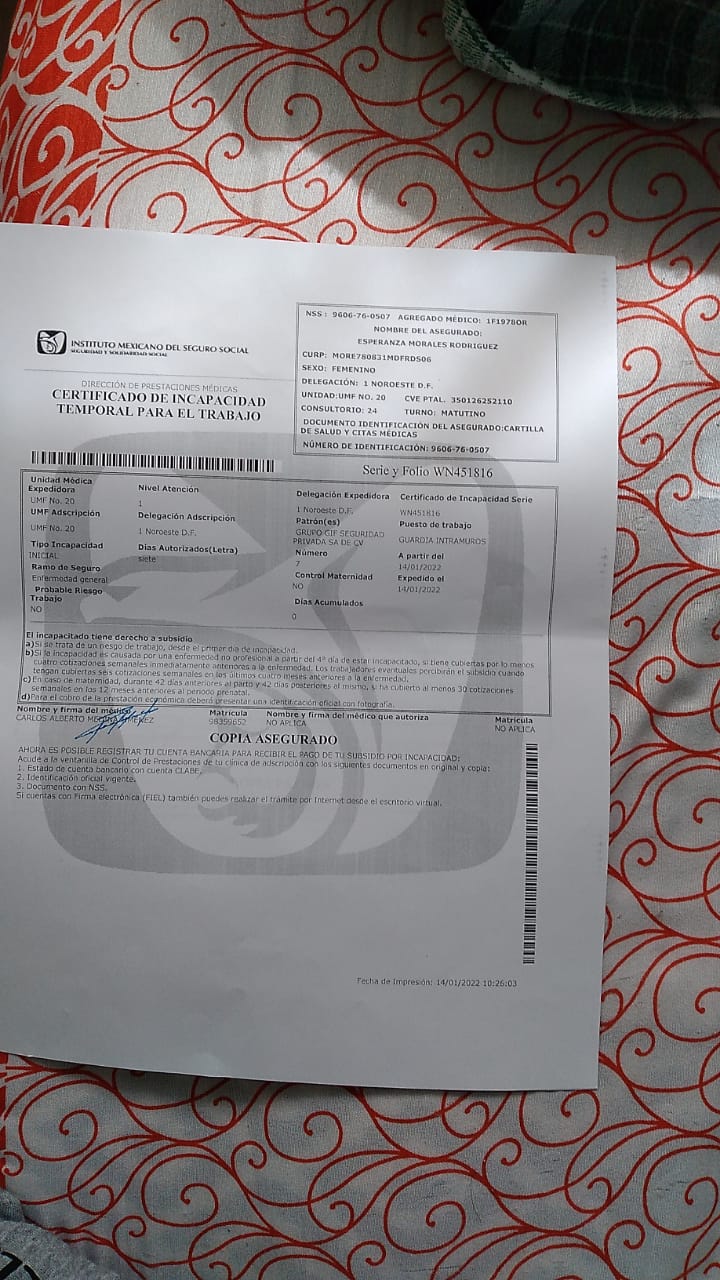 INSTITUTO MEXICANO DEL SEGURO SOCIAL
SEGURIDAD Y SOLIDARIDAD SOCIAL
DIRECCIÓN DE PRESTACIONES MÉDICAS
CERTIFICADO DE INCAPACIDAD
TEMPORAL PARA EL TRABAJO
NSS : 9606-76-0507 AGREGADO MÉDICO: 1F1978OR
NOMBRE DEL ASEGURADO:
ESPERANZA MORALES RODRIGUEZ
CURP: MORE780831MDFRDS06
SEXO: FEMENINO
DELEGACIÓN: 1 NOROESTE D.F.
UNIDAD:UMF NO. 20 CVE PTAL. 350126252110
CONSULTORIO: 24 TURNO: MATUTINO
DOCUMENTO IDENTIFICACIÓN DEL ASEGURADO:CARTILLA
DE SALUD Y CITAS MÉDICAS
NÚMERO DE IDENTIFICACIÓN: 9606-76-0507
Serie y Folio WN451816
Unidad Médica
Expedidora
UMF No. 20
Nivel Atención
1
Delegación Expedidora
1 Noroeste D.F.
Certificado de Incapacidad Serie
WN451816
UMF Adscripción
UMF No. 20
Delegación Adscripción
1 Noroeste D.F.
Patrón(es)
GRUPO GIF SEGURIDAD
PRIVADA SA DE CV
Puesto de trabajo
GUARDIA INTRAMUROS
Tipo Incapacidad
INICIAL
Dias Autorizados(Letra)
siete
Número
7
A partir del
14/01/2022
Ramo de Seguro
Enfermedad general
Control Maternidad
NO
Expedido el
14/01/2022
Probable Riesgo
Trabajo
NO
Días Acumulados
0
El incapacitado tiene derecho a subsidio
a)Si se trata de un riesgo de trabajo, desde el primer día de incapacidad.
b)Si la incapacidad es causada por una enfermedad no profesional a partir del 4º día de estar incapacitado, si tiene cubiertas por lo menos
cuatro cotizaciones semanales inmediatamente anteriores a la enfermedad. Los trabajadores eventuales percibirán el subsidio cuando
tengan cubiertas seis cotizaciones semanales en los últimos cuatro meses anteriores a la enfermedad.
c)En caso de maternidad, durante 42 días anteriores al parto y 42 días posteriores al mismo, si ha cubierto al menos 30 cotizaciones
semanales en los 12 meses anteriores al periodo prenatal.
d)Para el cobro de la prestación económica deberá presentar una identificación oficial con fotografía.
Nombre y firma del médico
CARLOS ALBERTO
Matrícula
98359652
Nombre y firma del médico que autoriza
NO APLICA
Matrícula
NO APLICA
COPIA ASEGURADO
AHORA ES POSIBLE REGISTRAR TU CUENTA BANCARIA PARA RECIBIR EL PAGO DE TU SUBSIDIO POR INCAPACIDAD:
Acude a la ventanilla de Control de Prestaciones de tu clínica de adscripción con los siguientes documentos en original y copia:
1. Estado de cuenta bancario con cuenta CLABE.
2. Identificación oficial vigente.
3. Documento con NSS.
Si cuentas con Firma electrónica (FIEL) también puedes realizar el trámite por Internet desde el escritorio virtual.
Fecha de Impresión: 14/01/2022 10:26:03